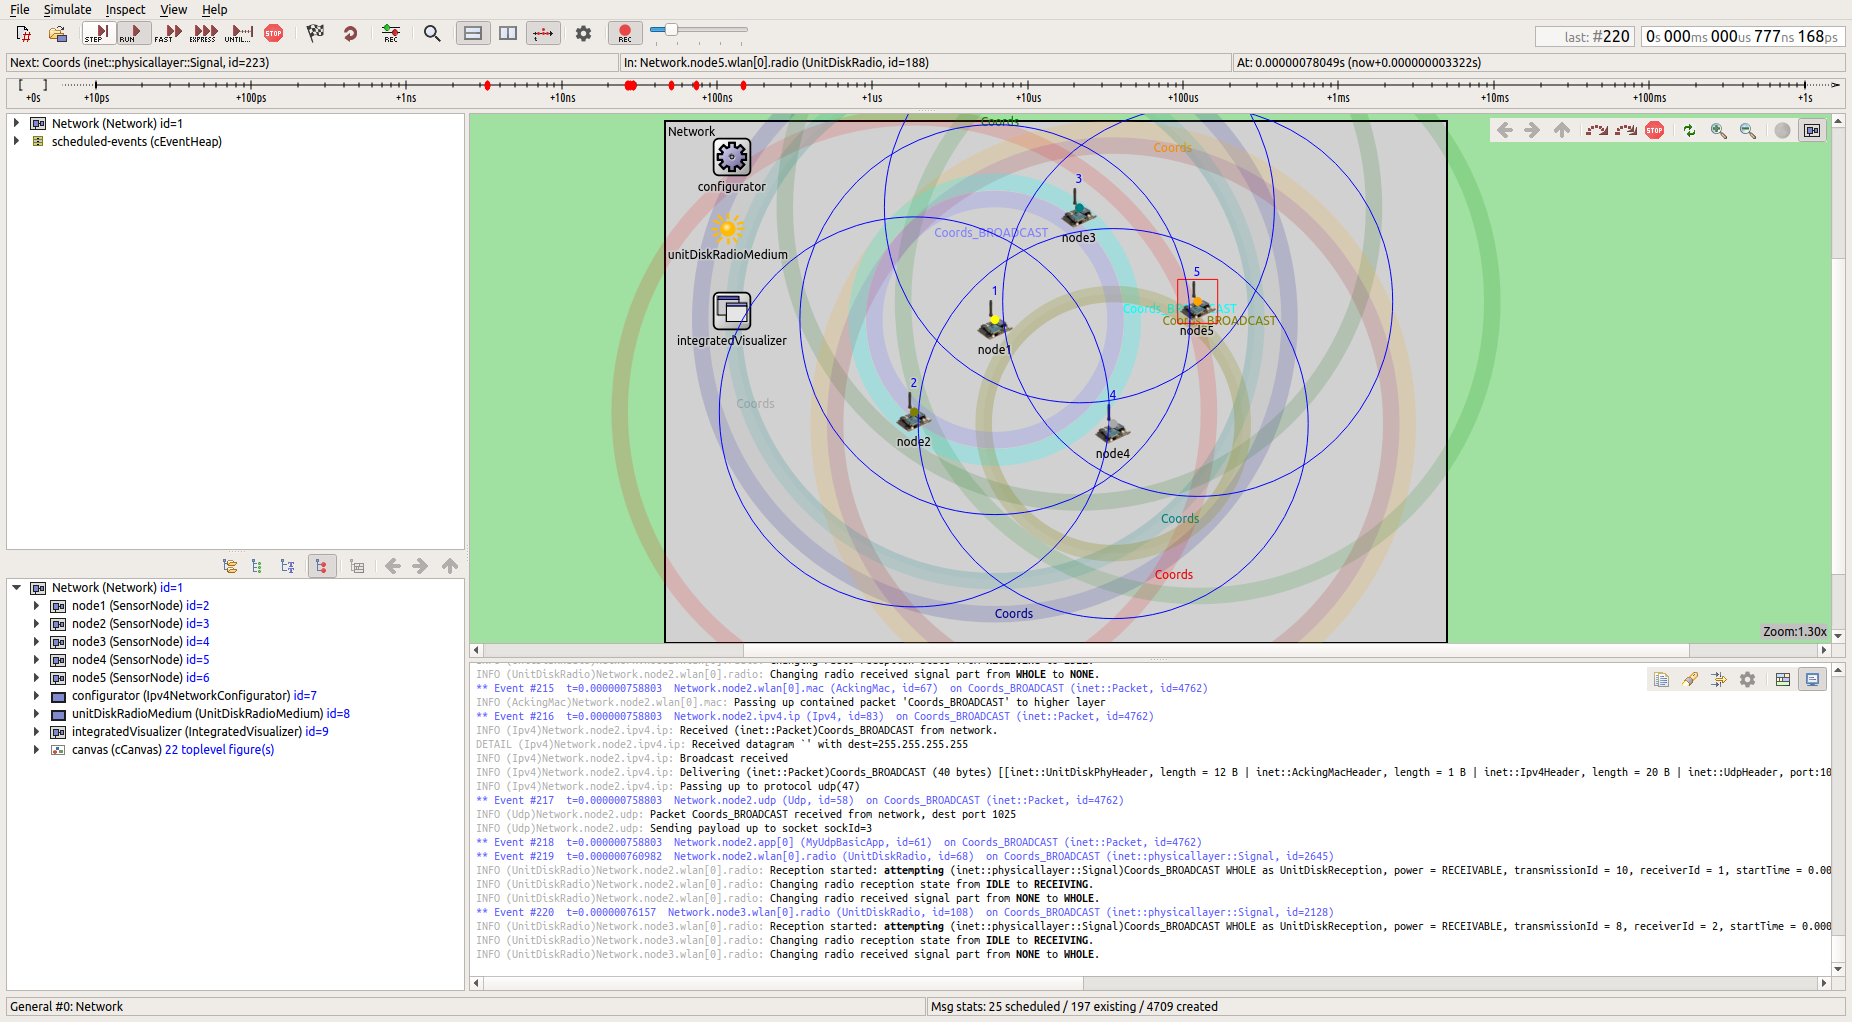 File Simulate Inspect View Help
STEP RUN FAST EXPRESS UNTIL... STOP REC REC
last: #220 0s 000ms 000us 777ns 168ps
Next: Coords (inet::physicallayer::Signal, id=223) In: Network.node5.wlan[0].radio (UnitDiskRadio, id=188) At: 0.00000078049s (now+0.000000003322s)
+0s +10ps +100ps +1ns +10ns +100ns +1us +10us +100us +1ms +10ms +100ms +1s
Network (Network) id=1
scheduled-events (cEventHeap)
Network (Network) id=1
node1 (SensorNode) id=2
node2 (SensorNode) id=3
node3 (SensorNode) id=4
node4 (SensorNode) id=5
node5 (SensorNode) id=6
configurator (Ipv4NetworkConfigurator) id=7
unitDiskRadioMedium (UnitDiskRadioMedium) id=8
integratedVisualizer (IntegratedVisualizer) id=9
canvas (cCanvas) 22 toplevel figure(s)
Coords
Network
STOP
Coords
configurator
3
Coords_BROADCAST
node3
unitDiskRadioMedium
5
1
Coords_BROADCAST
Coords_BROADCAST
node5
integratedVisualizer
node1
2
4
Coords
node2
node4
Coords
Coords
Coords
Zoom:1.30x
INFO (UnitDiskRadio)Network.node2.wlan[0].radio: Changing radio reception state from RECEIVING to IDLE.
INFO (UnitDiskRadio)Network.node2.wlan[0].radio: Changing radio received signal part from WHOLE to NONE.
** Event #215 t=0.000000758803 Network.node2.wlan[0].mac (AckingMac, id=67) on Coords_BROADCAST (inet::Packet, id=4762)
INFO (AckingMac)Network.node2.wlan[0].mac: Passing up contained packet 'Coords_BROADCAST' to higher layer
** Event #216 t=0.000000758803 Network.node2.ipv4.ip (Ipv4, id=83) on Coords_BROADCAST (inet::Packet, id=4762)
INFO (Ipv4)Network.node2.ipv4.ip: Received (inet::Packet)Coords_BROADCAST from network.
DETAIL (Ipv4)Network.node2.ipv4.ip: Received datagram `' with dest=255.255.255.255
INFO (Ipv4)Network.node2.ipv4.ip: Broadcast received
INFO (Ipv4)Network.node2.ipv4.ip: Delivering (inet::Packet)Coords_BROADCAST (40 bytes) [[inet::UnitDiskPhyHeader, length = 12 B | inet::AckingMacHeader, length = 1 B | inet::Ipv4Header, length = 20 B | inet::UdpHeader, port:10
INFO (Ipv4)Network.node2.ipv4.ip: Passing up to protocol udp(47)
** Event #217 t=0.000000758803 Network.node2.udp (Udp, id=58) on Coords_BROADCAST (inet::Packet, id=4762)
INFO (Udp)Network.node2.udp: Packet Coords_BROADCAST received from network, dest port 1025
INFO (Udp)Network.node2.udp: Sending payload up to socket sockId=3
** Event #218 t=0.000000758803 Network.node2.app[0] (MyUdpBasicApp, id=61) on Coords_BROADCAST (inet::Packet, id=4762)
** Event #219 t=0.000000760982 Network.node2.wlan[0].radio (UnitDiskRadio, id=68) on Coords_BROADCAST (inet::physicallayer::Signal, id=2645)
INFO (UnitDiskRadio)Network.node2.wlan[0].radio: Reception started: attempting (inet::physicallayer::Signal)Coords_BROADCAST WHOLE as UnitDiskReception, power = RECEIVABLE, transmissionId = 10, receiverId = 1, startTime = 0.00
INFO (UnitDiskRadio)Network.node2.wlan[0].radio: Changing radio reception state from IDLE to RECEIVING.
INFO (UnitDiskRadio)Network.node2.wlan[0].radio: Changing radio received signal part from NONE to WHOLE.
** Event #220 t=0.00000076157 Network.node3.wlan[0].radio (UnitDiskRadio, id=108) on Coords_BROADCAST (inet::physicallayer::Signal, id=2128)
INFO (UnitDiskRadio)Network.node3.wlan[0].radio: Reception started: attempting (inet::physicallayer::Signal)Coords_BROADCAST WHOLE as UnitDiskReception, power = RECEIVABLE, transmissionId = 8, receiverId = 2, startTime = 0.000
INFO (UnitDiskRadio)Network.node3.wlan[0].radio: Changing radio reception state from IDLE to RECEIVING.
INFO (UnitDiskRadio)Network.node3.wlan[0].radio: Changing radio received signal part from NONE to WHOLE.
General #0: Network Msg stats: 25 scheduled / 197 existing / 4709 created